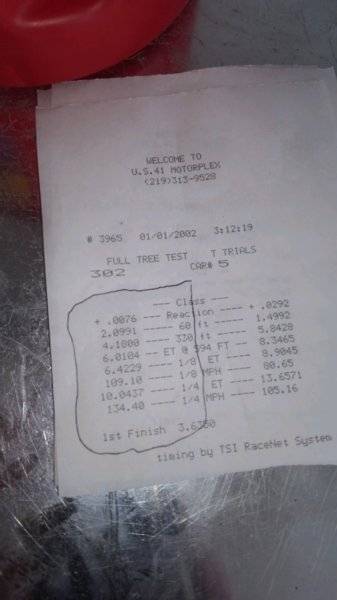 WELCOME TO
U.S.41 MOTORPLEX
(219)313-9528
# 3965 01/01/2002 3:12:19
FULL TREE TEST T TRIALS
302 CAR# 5
--- Class ---
+ .0076 --- Reaction ---- + .0292
2.0991 ----- 60 ft ---- 1.4992
4.1800 ---- 330 ft ---- 5.8428
6.0104 --- ET @ 594 FT -- 8.3465
6.4229 ---- 1/8 ET ---- 8.9045
109.10 ---- 1/8 MPH ---- 80.65
10.0437 ---- 1/4 ET ---- 13.6571
134.40 ---- 1/4 MPH ---- 105.16
1st Finish 3.6350
timing by TSI RaceNet System